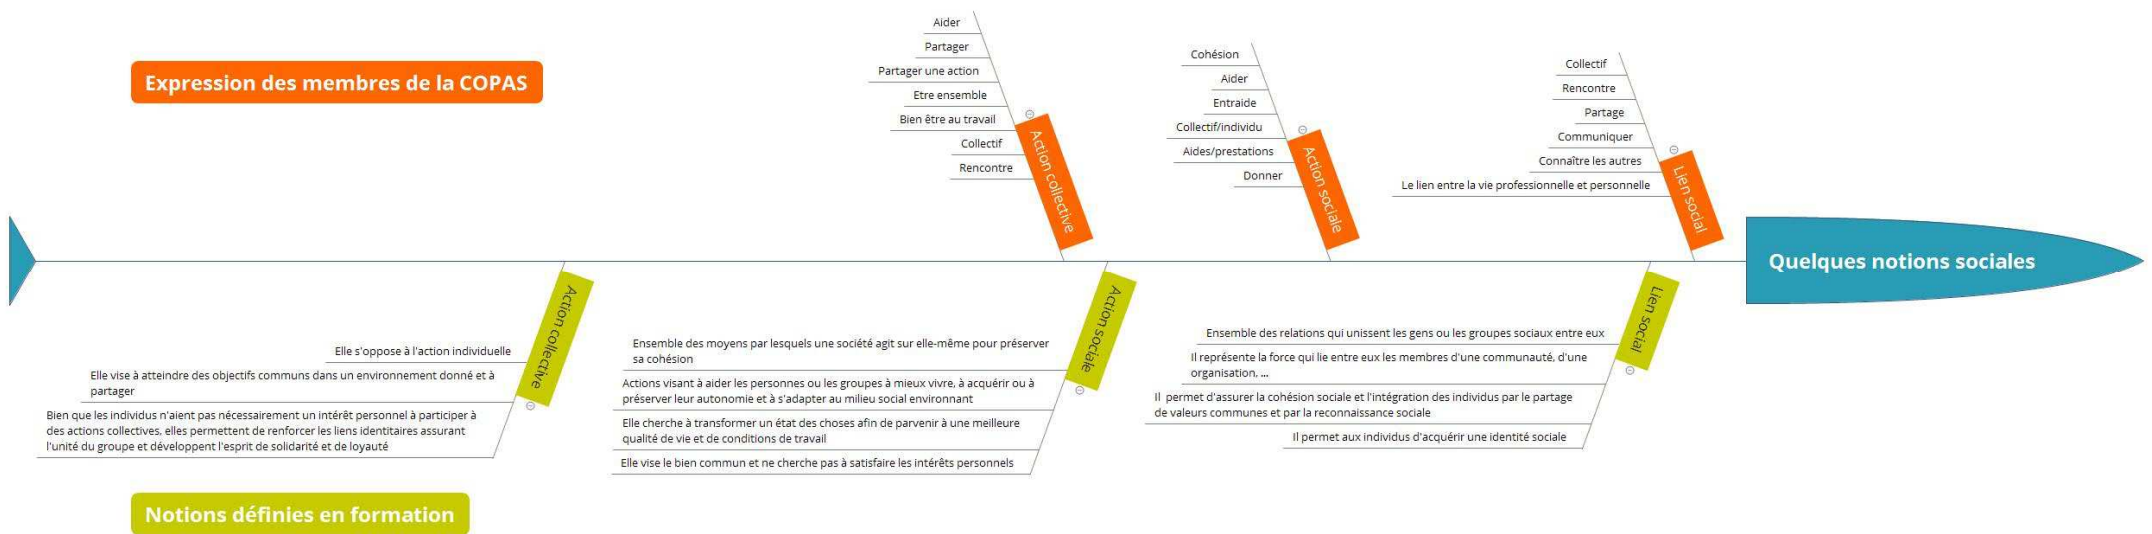 Expression des membres de la COPAS
Aider
Partager
Partager une action
Etre ensemble
Bien être au travail
Collectif
Rencontre
Action collective
Cohésion
Aider
Entraide
Collectif/individu
Aides/prestations
Donner
Action sociale
Collectif
Rencontre
Partage
Communiquer
Connaître les autres
Le lien entre la vie professionnelle et personnelle
Lien social
Quelques notions sociales
Action collective
Elle s'oppose à l'action individuelle
Elle vise à atteindre des objectifs communs dans un environnement donné et à
partager
Bien que les individus n'aient pas nécessairement un intérêt personnel à participer à
des actions collectives, elles permettent de renforcer les liens identitaires assurant
l'unité du groupe et développent l'esprit de solidarité et de loyauté
Action sociale
Ensemble des moyens par lesquels une société agit sur elle-même pour préserver
sa cohésion
Actions visant à aider les personnes ou les groupes à mieux vivre, à acquérir ou à
préserver leur autonomie et à s'adapter au milieu social environnant
Elle cherche à transformer un état des choses afin de parvenir à une meilleure
qualité de vie et de conditions de travail
Elle vise le bien commun et ne cherche pas à satisfaire les intérêts personnels
Lien social
Ensemble des relations qui unissent les gens ou les groupes sociaux entre eux
Il représente la force qui lie entre eux les membres d'une communauté, d'une
organisation, ...
Il permet d'assurer la cohésion sociale et l'intégration des individus par le partage
de valeurs communes et par la reconnaissance sociale
Il permet aux individus d'acquérir une identité sociale
Notions définies en formation